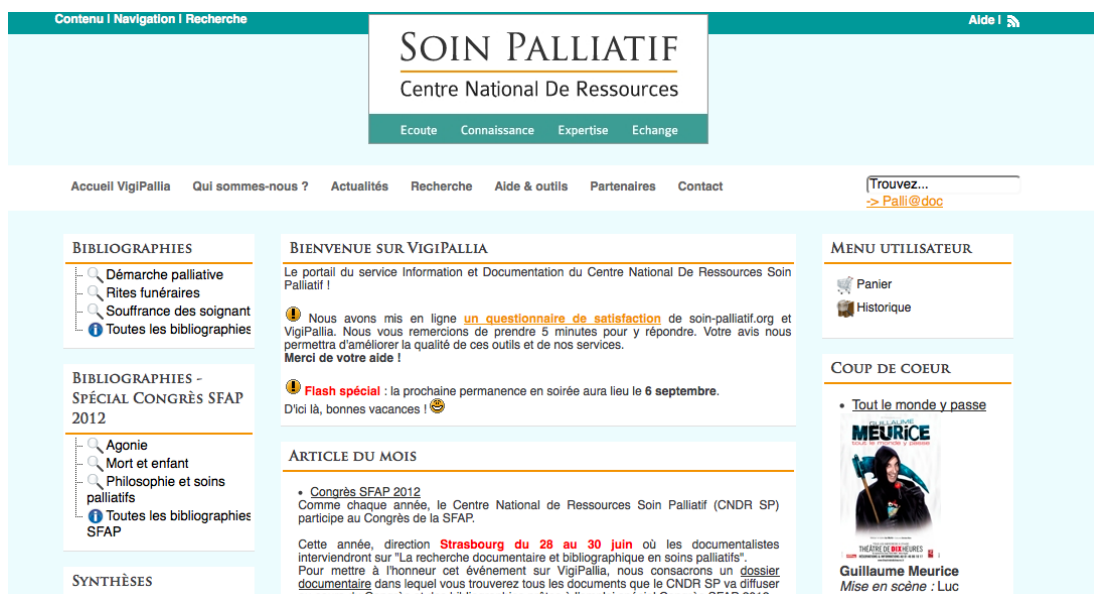 Contenu I Navigation I Recherche
Aide I
SOIN PALLIATIF
Centre National De Ressources
Ecoute Connaissance Expertise Echange
Accueil VigiPallia Qui sommes-nous ? Actualités Recherche Aide & outils Partenaires Contact
Trouvez...
-> Palli@doc
BIBLIOGRAPHIES
Démarche palliative
Rites funéraires
Souffrance des soignant
Toutes les bibliographies
BIBLIOGRAPHIES -
SPÉCIAL CONGRÈS SFAP
2012
Agonie
Mort et enfant
Philosophie et soins
palliatifs
Toutes les bibliographies
SFAP
SYNTHÈSES
BIENVENUE SUR VIGIPALLIA
Le portail du service Information et Documentation du Centre National De Ressources Soin
Palliatif !
Nous avons mis en ligne un questionnaire de satisfaction de soin-palliatif.org et
VigiPallia. Nous vous remercions de prendre 5 minutes pour y répondre. Votre avis nous
permettra d'améliorer la qualité de ces outils et de nos services.
Merci de votre aide !
Flash spécial : la prochaine permanence en soirée aura lieu le 6 septembre.
D'ici là, bonnes vacances !
ARTICLE DU MOIS
• Congrès SFAP 2012
Comme chaque année, le Centre National de Ressources Soin Palliatif (CNDR SP)
participe au Congrès de la SFAP.
Cette année, direction Strasbourg du 28 au 30 juin où les documentalistes
interviendront sur "La recherche documentaire et bibliographique en soins palliatifs".
Pour mettre à l'honneur cet événement sur VigiPallia, nous consacrons un dossier
documentaire dans lequel vous trouverez tous les documents que le CNDR SP va diffuser
MENU UTILISATEUR
Panier
Historique
COUP DE COEUR
• Tout le monde y passe
GUILLAUME
MEURICE
tout le monde y passe
THÉÂTRE DE DIX HEURES
Guillaume Meurice
Mise en scène : Luc